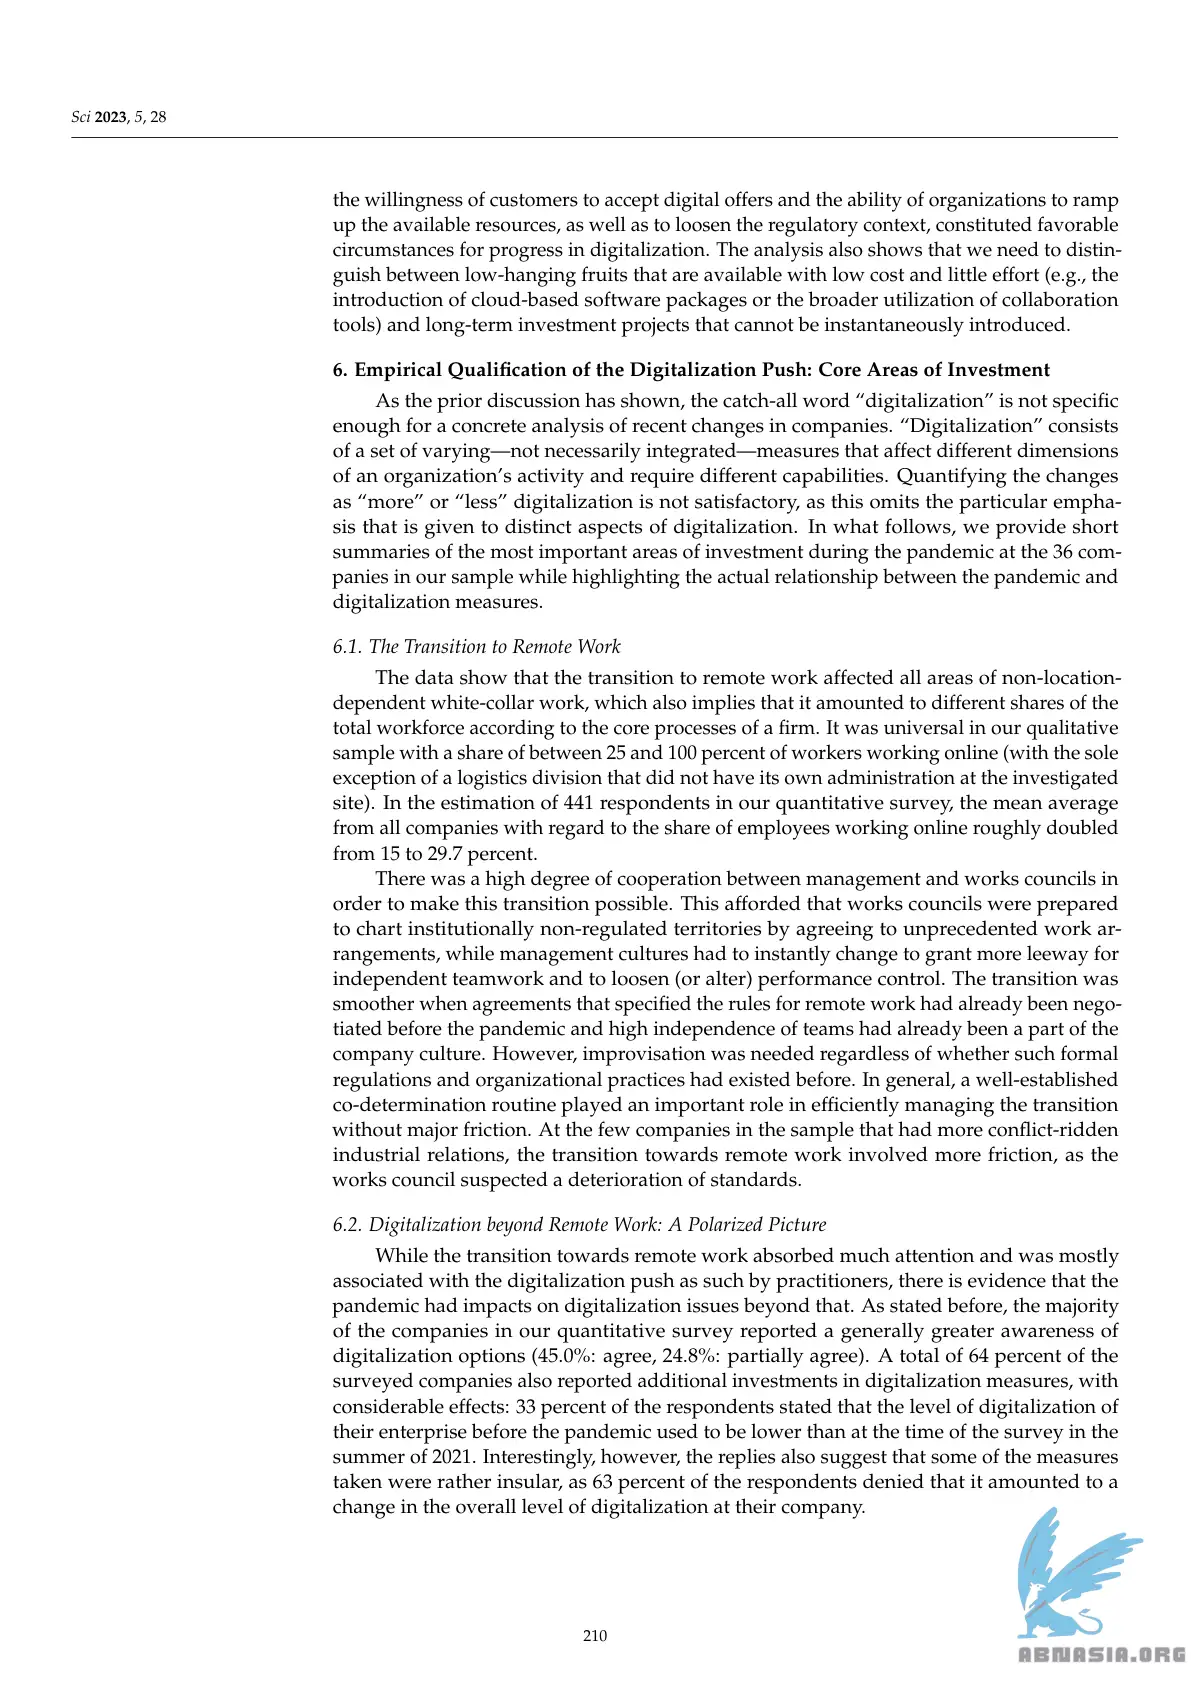 Sci 2023, 5, 28
the willingness of customers to accept digital offers and the ability of organizations to ramp
up the available resources, as well as to loosen the regulatory context, constituted favorable
circumstances for progress in digitalization. The analysis also shows that we need to distin-
guish between low-hanging fruits that are available with low cost and little effort (e.g., the
introduction of cloud-based software packages or the broader utilization of collaboration
tools) and long-term investment projects that cannot be instantaneously introduced.
6. Empirical Qualification of the Digitalization Push: Core Areas of Investment
As the prior discussion has shown, the catch-all word “digitalization” is not specific
enough for a concrete analysis of recent changes in companies. “Digitalization” consists
of a set of varying—not necessarily integrated—measures that affect different dimensions
of an organization’s activity and require different capabilities. Quantifying the changes
as “more” or “less” digitalization is not satisfactory, as this omits the particular empha-
sis that is given to distinct aspects of digitalization. In what follows, we provide short
summaries of the most important areas of investment during the pandemic at the 36 com-
panies in our sample while highlighting the actual relationship between the pandemic and
digitalization measures.
6.1. The Transition to Remote Work
The data show that the transition to remote work affected all areas of non-location-
dependent white-collar work, which also implies that it amounted to different shares of the
total workforce according to the core processes of a firm. It was universal in our qualitative
sample with a share of between 25 and 100 percent of workers working online (with the sole
exception of a logistics division that did not have its own administration at the investigated
site). In the estimation of 441 respondents in our quantitative survey, the mean average
from all companies with regard to the share of employees working online roughly doubled
from 15 to 29.7 percent.
There was a high degree of cooperation between management and works councils in
order to make this transition possible. This afforded that works councils were prepared
to chart institutionally non-regulated territories by agreeing to unprecedented work ar-
rangements, while management cultures had to instantly change to grant more leeway for
independent teamwork and to loosen (or alter) performance control. The transition was
smoother when agreements that specified the rules for remote work had already been nego-
tiated before the pandemic and high independence of teams had already been a part of the
company culture. However, improvisation was needed regardless of whether such formal
regulations and organizational practices had existed before. In general, a well-established
co-determination routine played an important role in efficiently managing the transition
without major friction. At the few companies in the sample that had more conflict-ridden
industrial relations, the transition towards remote work involved more friction, as the
works council suspected a deterioration of standards.
6.2. Digitalization beyond Remote Work: A Polarized Picture
While the transition towards remote work absorbed much attention and was mostly
associated with the digitalization push as such by practitioners, there is evidence that the
pandemic had impacts on digitalization issues beyond that. As stated before, the majority
of the companies in our quantitative survey reported a generally greater awareness of
digitalization options (45.0%: agree, 24.8%: partially agree). A total of 64 percent of the
surveyed companies also reported additional investments in digitalization measures, with
considerable effects: 33 percent of the respondents stated that the level of digitalization of
their enterprise before the pandemic used to be lower than at the time of the survey in the
summer of 2021. Interestingly, however, the replies also suggest that some of the measures
taken were rather insular, as 63 percent of the respondents denied that it amounted to a
change in the overall level of digitalization at their company.
210
ABNASIA.ORG